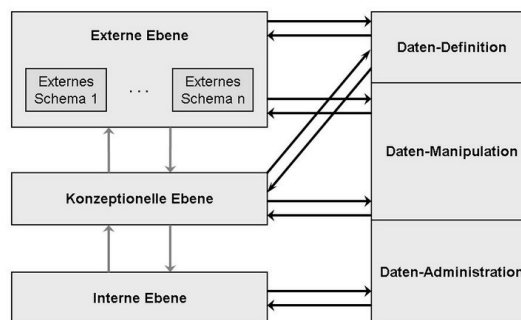 Externe Ebene
Externes
Schema 1
. . .
Externes
Schema n
Konzeptionelle Ebene
Interne Ebene
Daten-Definition
Daten-Manipulation
Daten-Administration